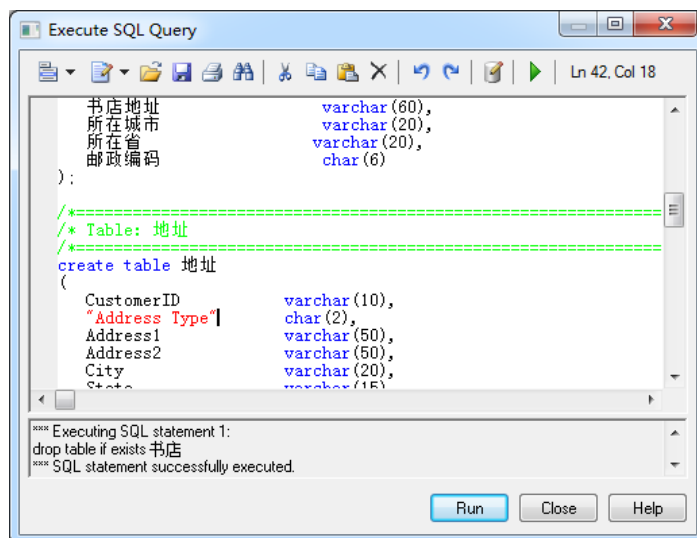 Execute SQL Query
Ln 42, Col 18
书店地址 varchar(60),
所在城市 varchar(20),
所在省 varchar(20),
邮政编码 char(6)
);
/*==============================================================
/* Table: 地址
/*==============================================================
create table 地址
(
CustomerID varchar(10),
"Address Type" char(2),
Address1 varchar(50),
Address2 varchar(50),
City varchar(20),
State varchar(15)
*** Executing SQL statement 1:
drop table if exists 书店
*** SQL statement successfully executed.
Run Close Help